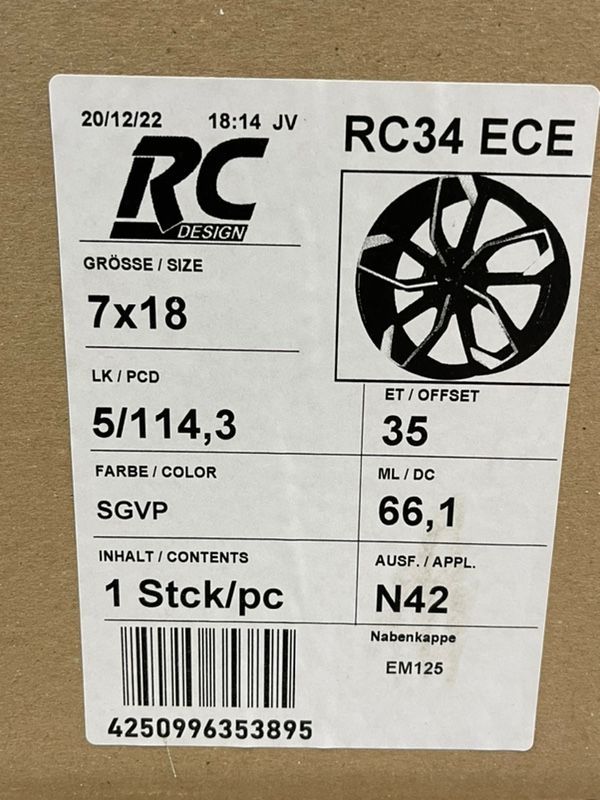 20/12/22 18:14 JV
RC34 ECE
RC
DESIGN
GRÖSSE / SIZE
7x18
LK / PCD
5/114,3
ET / OFFSET
35
FARBE / COLOR
SGVP
ML / DC
66,1
INHALT / CONTENTS
1 Stck/pc
AUSF. / APPL.
N42
Nabenkappe
EM125
4250996353895